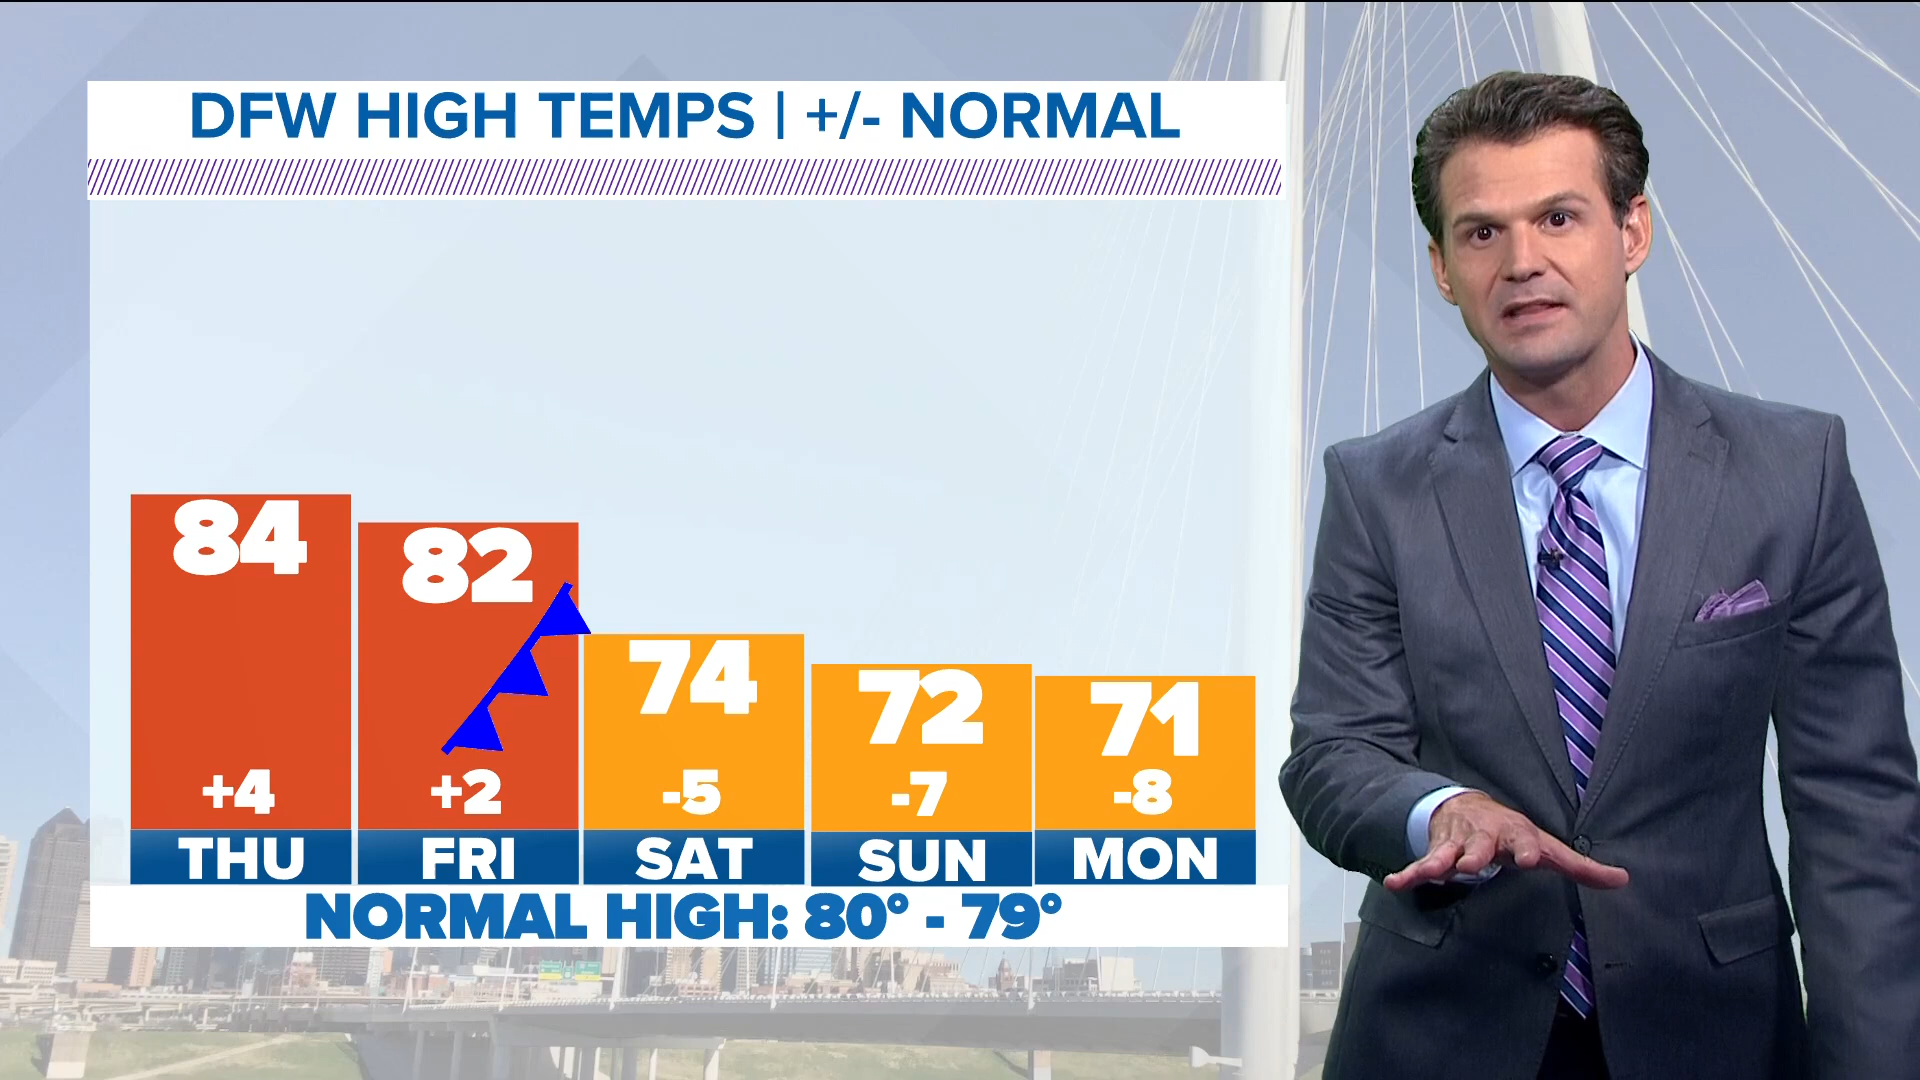 DFW HIGH TEMPS | +/- NORMAL
84 82 74 72 71
+4 +2 -5 -7 -8
THU FRI SAT SUN MON
NORMAL HIGH: 80° - 79°